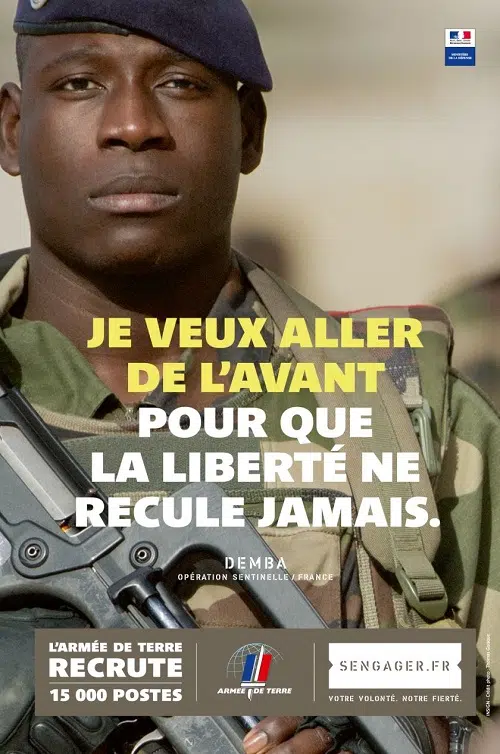 MINISTÈRE
DE LA DÉFENSE
JE VEUX ALLER
DE L'AVANT
POUR QUE
LA LIBERTÉ NE
RECULE JAMAIS.
DEMBA
OPÉRATION SENTINELLE / FRANCE
L'ARMÉE DE TERRE
RECRUTE
15 000 POSTES
ARMÉE DE TERRE
SENGAGER.FR
VOTRE VOLONTÉ. NOTRE FIERTÉ.